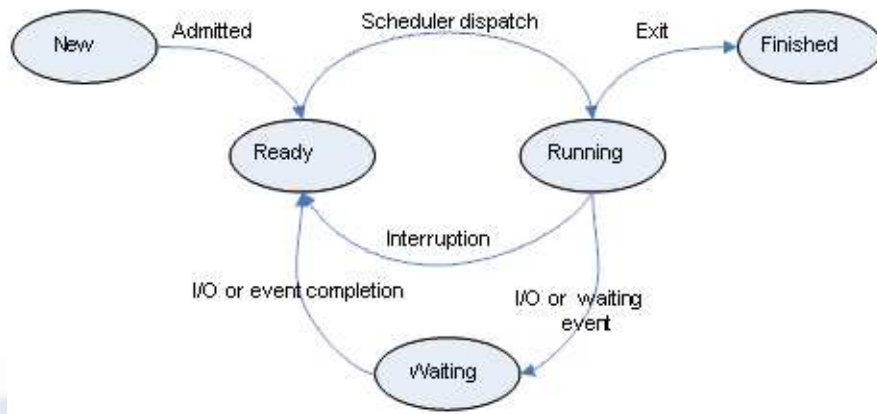 Scheduler dispatch
Admitted
Exit
New
Finished
Ready
Running
Interruption
I/O or event completion
I/O or waiting
event
Waiting